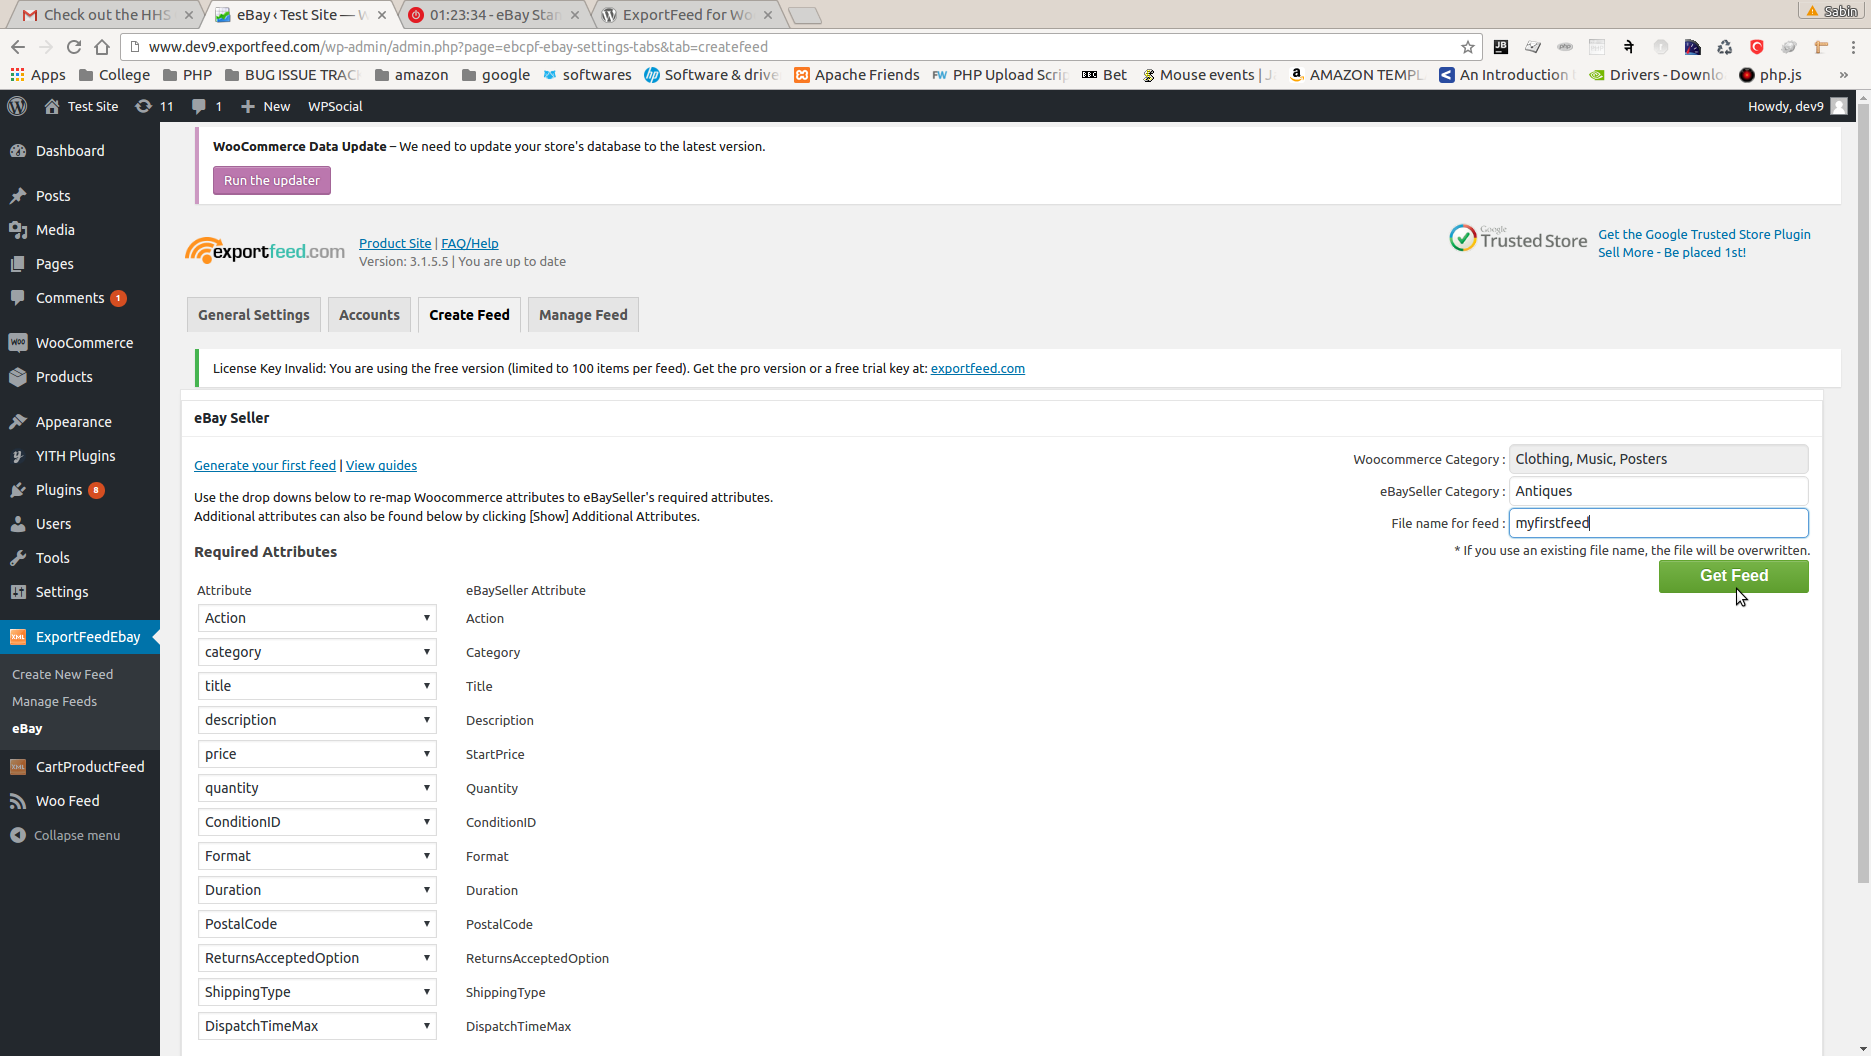 Check out the HHS
eBay ‹ Test Site — W
01:23:34 - eBay Star
ExportFeed for Wo
Sabin
www.dev9.exportfeed.com/wp-admin/admin.php?page=ebcpf-ebay-settings-tabs&tab=createfeed
Apps
College
PHP
BUG ISSUE TRAC
amazon
google
softwares
Software & drive
Apache Friends
FW PHP Upload Scrip
BBC Bet
Mouse events | J
AMAZON TEMPL
An Introduction
Drivers - Downlo
php.js
»
Test Site
11
1
New
WPSocial
Howdy, dev9
Dashboard
Posts
Media
Pages
Comments 1
WooCommerce
Products
Appearance
YITH Plugins
Plugins 8
Users
Tools
Settings
ExportFeedEbay
Create New Feed
Manage Feeds
eBay
CartProductFeed
Woo Feed
Collapse menu
WooCommerce Data Update – We need to update your store's database to the latest version.
Run the updater
exportfeed.com
Product Site | FAQ/Help
Version: 3.1.5.5 | You are up to date
Google
Trusted Store
Get the Google Trusted Store Plugin
Sell More - Be placed 1st!
General Settings
Accounts
Create Feed
Manage Feed
License Key Invalid: You are using the free version (limited to 100 items per feed). Get the pro version or a free trial key at: exportfeed.com
eBay Seller
Generate your first feed | View guides
Use the drop downs below to re-map Woocommerce attributes to eBaySeller's required attributes.
Additional attributes can also be found below by clicking [Show] Additional Attributes.
Woocommerce Category : Clothing, Music, Posters
eBaySeller Category : Antiques
File name for feed : myfirstfeed
* If you use an existing file name, the file will be overwritten.
Get Feed
Required Attributes
Attribute eBaySeller Attribute
Action Action
category Category
title Title
description Description
price StartPrice
quantity Quantity
ConditionID ConditionID
Format Format
Duration Duration
PostalCode PostalCode
ReturnsAcceptedOption ReturnsAcceptedOption
ShippingType ShippingType
DispatchTimeMax DispatchTimeMax